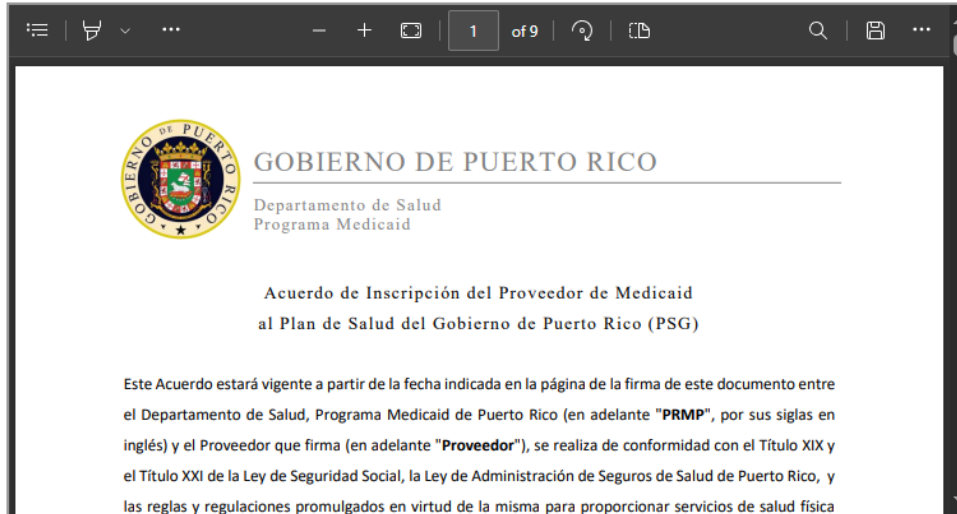 1 of 9
GOBIERNO DE PUERTO RICO
GOBIERNO DE PUERTO RICO
Departamento de Salud
Programa Medicaid
Acuerdo de Inscripción del Proveedor de Medicaid
al Plan de Salud del Gobierno de Puerto Rico (PSG)
Este Acuerdo estará vigente a partir de la fecha indicada en la página de la firma de este documento entre
el Departamento de Salud, Programa Medicaid de Puerto Rico (en adelante "PRMP", por sus siglas en
inglés) y el Proveedor que firma (en adelante "Proveedor"), se realiza de conformidad con el Título XIX y
el Título XXI de la Ley de Seguridad Social, la Ley de Administración de Seguros de Salud de Puerto Rico, y
las reglas y regulaciones promulgados en virtud de la misma para proporcionar servicios de salud física